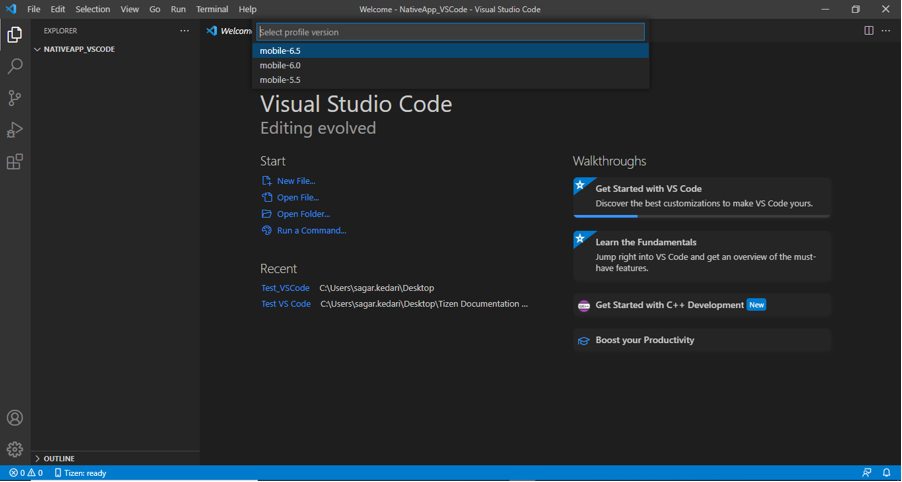 File Edit Selection View Go Run Terminal Help Welcome - NativeApp_VSCode - Visual Studio Code
EXPLORER
NATIVEAPP_VSCODE
Select profile version
mobile-6.5
mobile-6.0
mobile-5.5
Visual Studio Code
Editing evolved
Start
New File...
Open File...
Open Folder...
Run a Command...
Recent
Test_VSCode C:\Users\sagar.kedari\Desktop
Test VS Code C:\Users\sagar.kedari\Desktop\Tizen Documentation ...
Walkthroughs
Get Started with VS Code
Discover the best customizations to make VS Code yours.
Learn the Fundamentals
Jump right into VS Code and get an overview of the must-
have features.
Get Started with C++ Development New
Boost your Productivity
OUTLINE
0 0 Tizen: ready